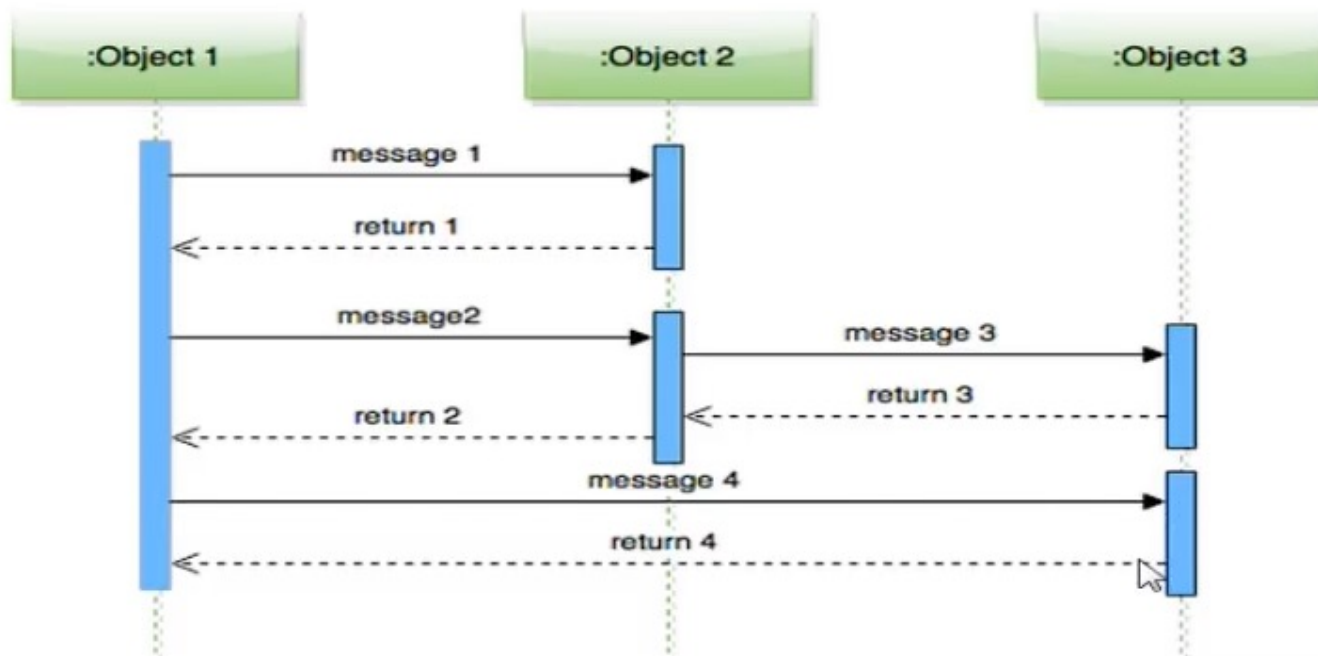 :Object 1
:Object 2
:Object 3
message 1
return 1
message2
message 3
return 3
return 2
message 4
return 4